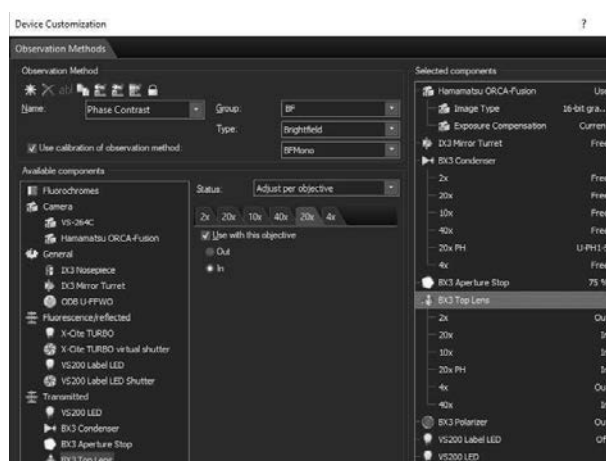 Device Customization
?
Observation Methods
Observation Method
Name: Phase Contrast
Group: BF
Type: Brightfield
Use calibration of observation method: BFMono
Available components
Fluorochromes
Camera
VS-264C
Hamamatsu ORCA-Fusion
General
IX3 Nosepiece
IX3 Mirror Turret
ODB U-FFWO
Fluorescence/reflected
X-Cite TURBO
X-Cite TURBO virtual shutter
VS200 Label LED
VS200 Label LED Shutter
Transmitted
VS200 LED
BX3 Condenser
BX3 Aperture Stop
BX3 Top Lens
Status: Adjust per objective
2x 20x 10x 40x 20x 4x
Use with this objective
Out
In
Selected components
Hamamatsu ORCA-Fusion Use
Image Type 16-bit gra..
Exposure Compensation Curren
IX3 Mirror Turret Free
BX3 Condenser
2x Free
20x Free
10x Free
40x Free
20x PH U-PH1-S
4x Free
BX3 Aperture Stop 75 %
BX3 Top Lens
2x Ou
20x In
10x In
20x PH In
4x Ou
40x In
BX3 Polarizer Ou
VS200 Label LED Of
VS200 LED